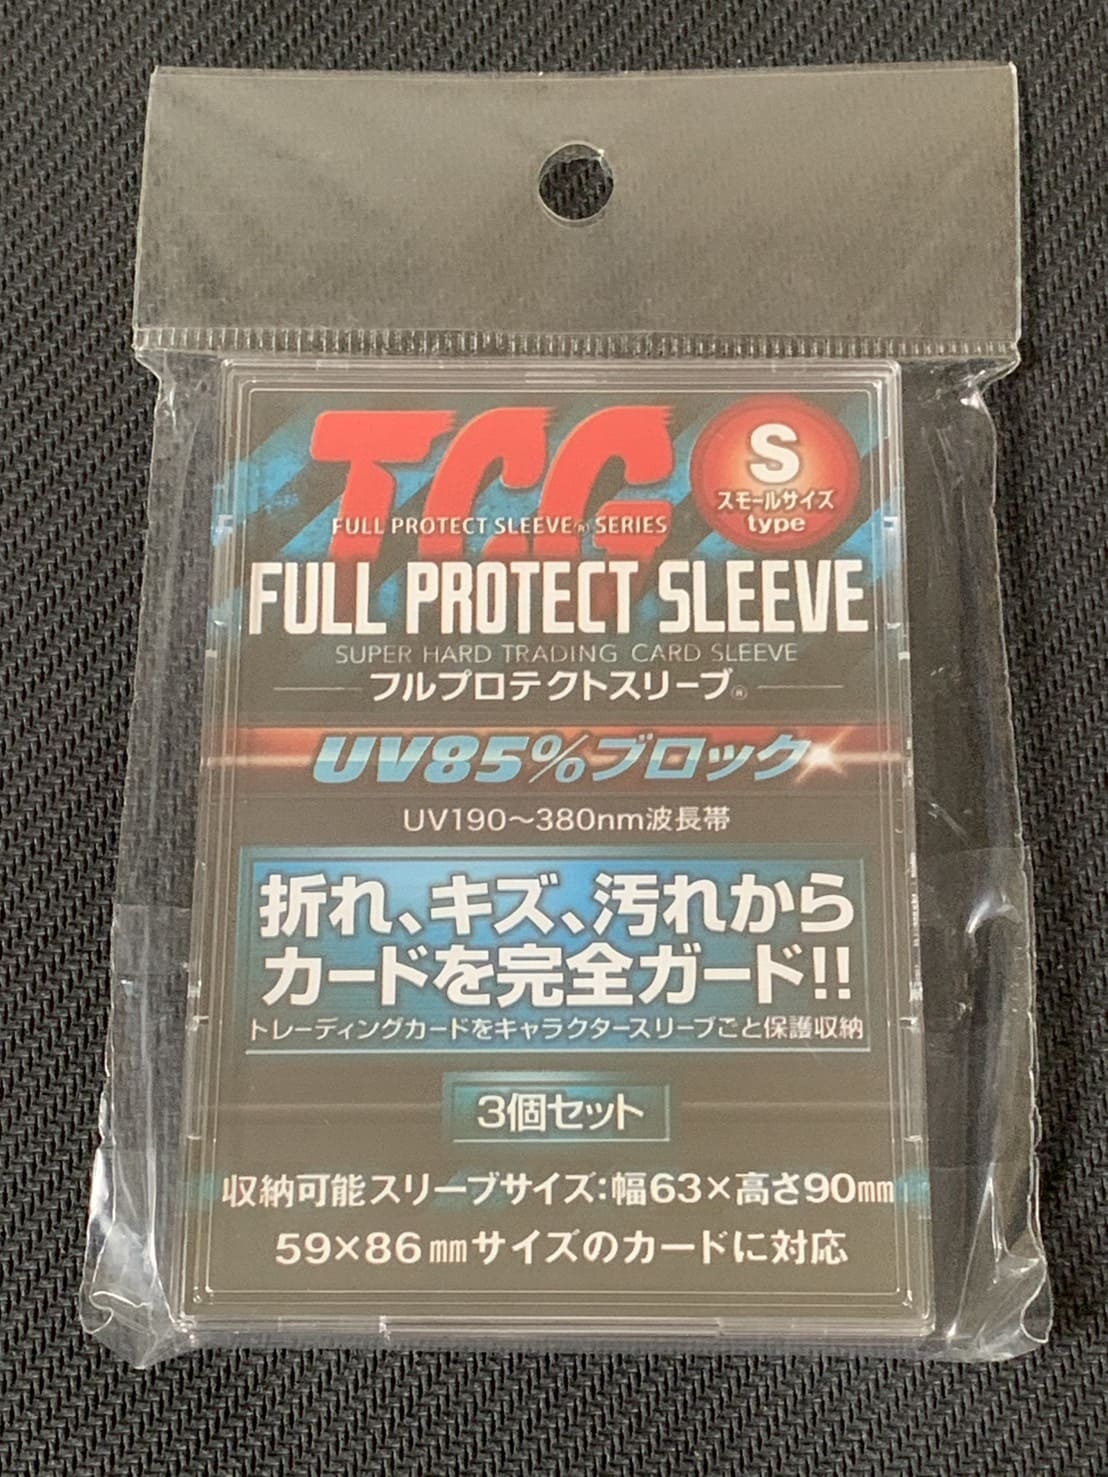 TCG
S
スモールサイズ
type
FULL PROTECT SLEEVE® SERIES
FULL PROTECT SLEEVE
SUPER HARD TRADING CARD SLEEVE
フルプロテクトスリーブ®
UV85%ブロック
UV190〜380nm波長帯
折れ、キズ、汚れから
カードを完全ガード!!
トレーディングカードをキャラクタースリーブごと保護収納
3個セット
収納可能スリーブサイズ:幅63×高さ90㎜
59×86㎜サイズのカードに対応